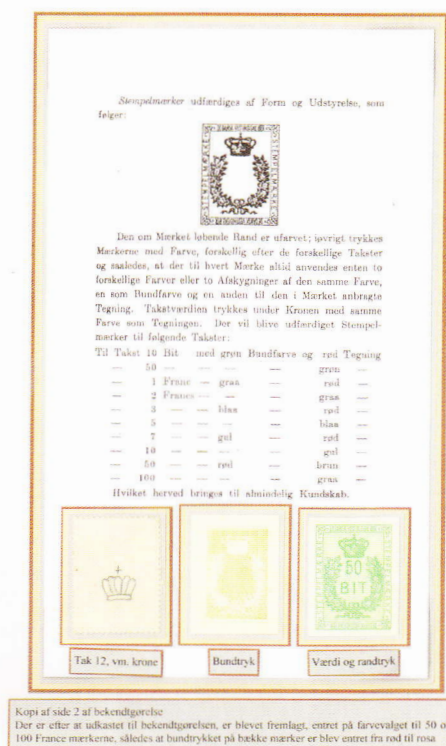 Stempelmærker udfærdiges af Form og Udstyrelse, som
følger:
STEMPELMÆRKE STEMPELMÆRKE
Den om Mærket løbende Rand er ufarvet; iøvrigt trykkes
Mærkerne med Farve, forskellig efter de forskellige Takster
og saaledes, at der til hvert Mærke altid anvendes enten to
forskellige Farver eller to Afskygninger af den samme Farve,
en som Bundfarve og en anden til den i Mærket anbragte
Tegning. Takstværdien trykkes under Kronen med samme
Farve som Tegningen. Der vil blive udfærdiget Stempel-
mærker til følgende Takster:
Til Takst 10 Bit med grøn Bundfarve og rød Tegning
— 50 — — — — grøn —
— 1 Franc — graa — rød —
— 2 Francs — — — graa —
— 3 — — blaa — rød —
— 5 — — — — blaa —
— 7 — — gul — rød —
— 10 — — — — gul —
— 50 — — rød — brun —
— 100 — — — — graa —
Hvilket herved bringes til almindelig Kundskab.
50
BIT
Tak 12, vm. krone
Bundtryk
Værdi og randtryk
Kopi af side 2 af bekendtgørelse
Der er efter at udkastet til bekendtgørelsen, er blevet fremlagt, entret på farvevalget til 50 o
100 France mærkerne, således at bundtrykket på bække mærker er blev entret fra rød til rosa